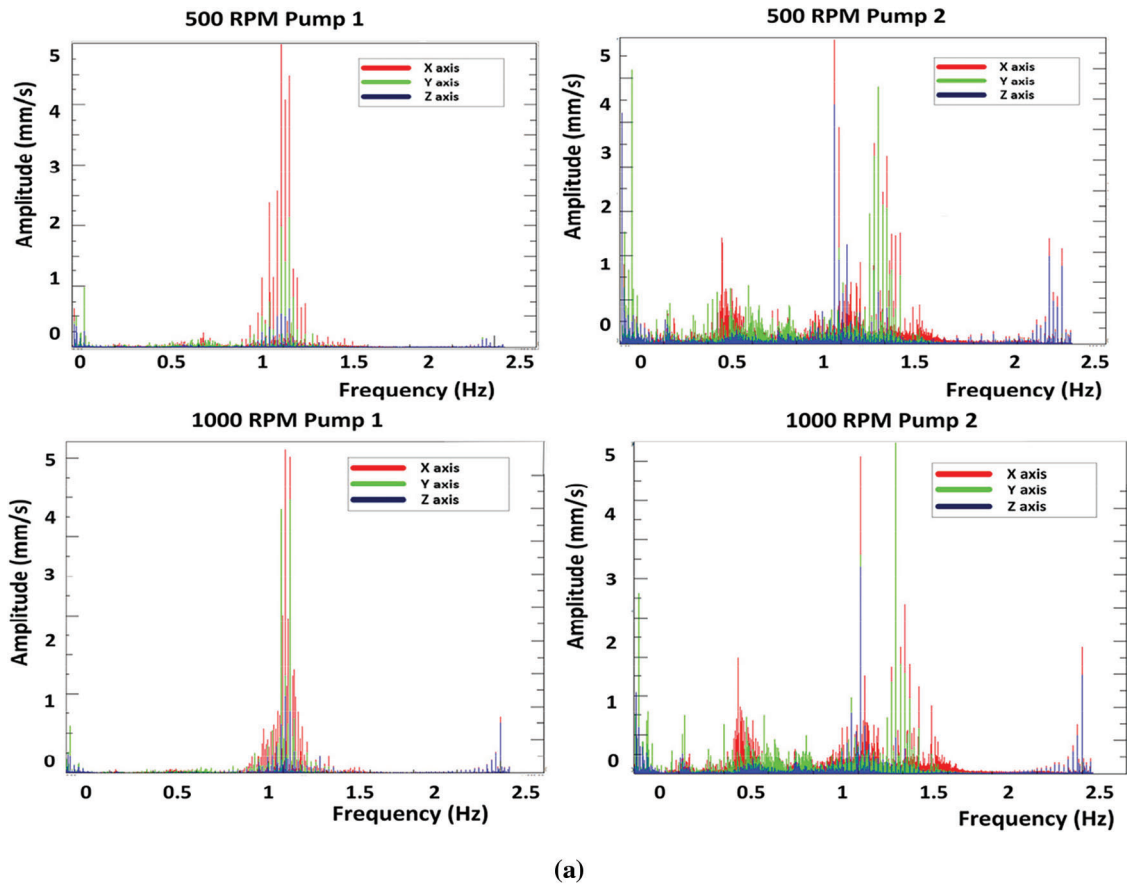 500 RPM Pump 1
Amplitude (mm/s)
5
4
3
2
1
0
X axis
Y axis
Z axis
0 0.5 1 1.5 2 2.5
Frequency (Hz)
500 RPM Pump 2
Amplitude (mm/s)
5
4
3
2
1
0
X axis
Y axis
Z axis
0 0.5 1 1.5 2 2.5
Frequency (Hz)
1000 RPM Pump 1
Amplitude (mm/s)
5
4
3
2
1
0
X axis
Y axis
Z axis
0 0.5 1 1.5 2 2.5
Frequency (Hz)
1000 RPM Pump 2
Amplitude (mm/s)
5
4
3
2
1
0
X axis
Y axis
Z axis
0 0.5 1 1.5 2 2.5
Frequency (Hz)
(a)